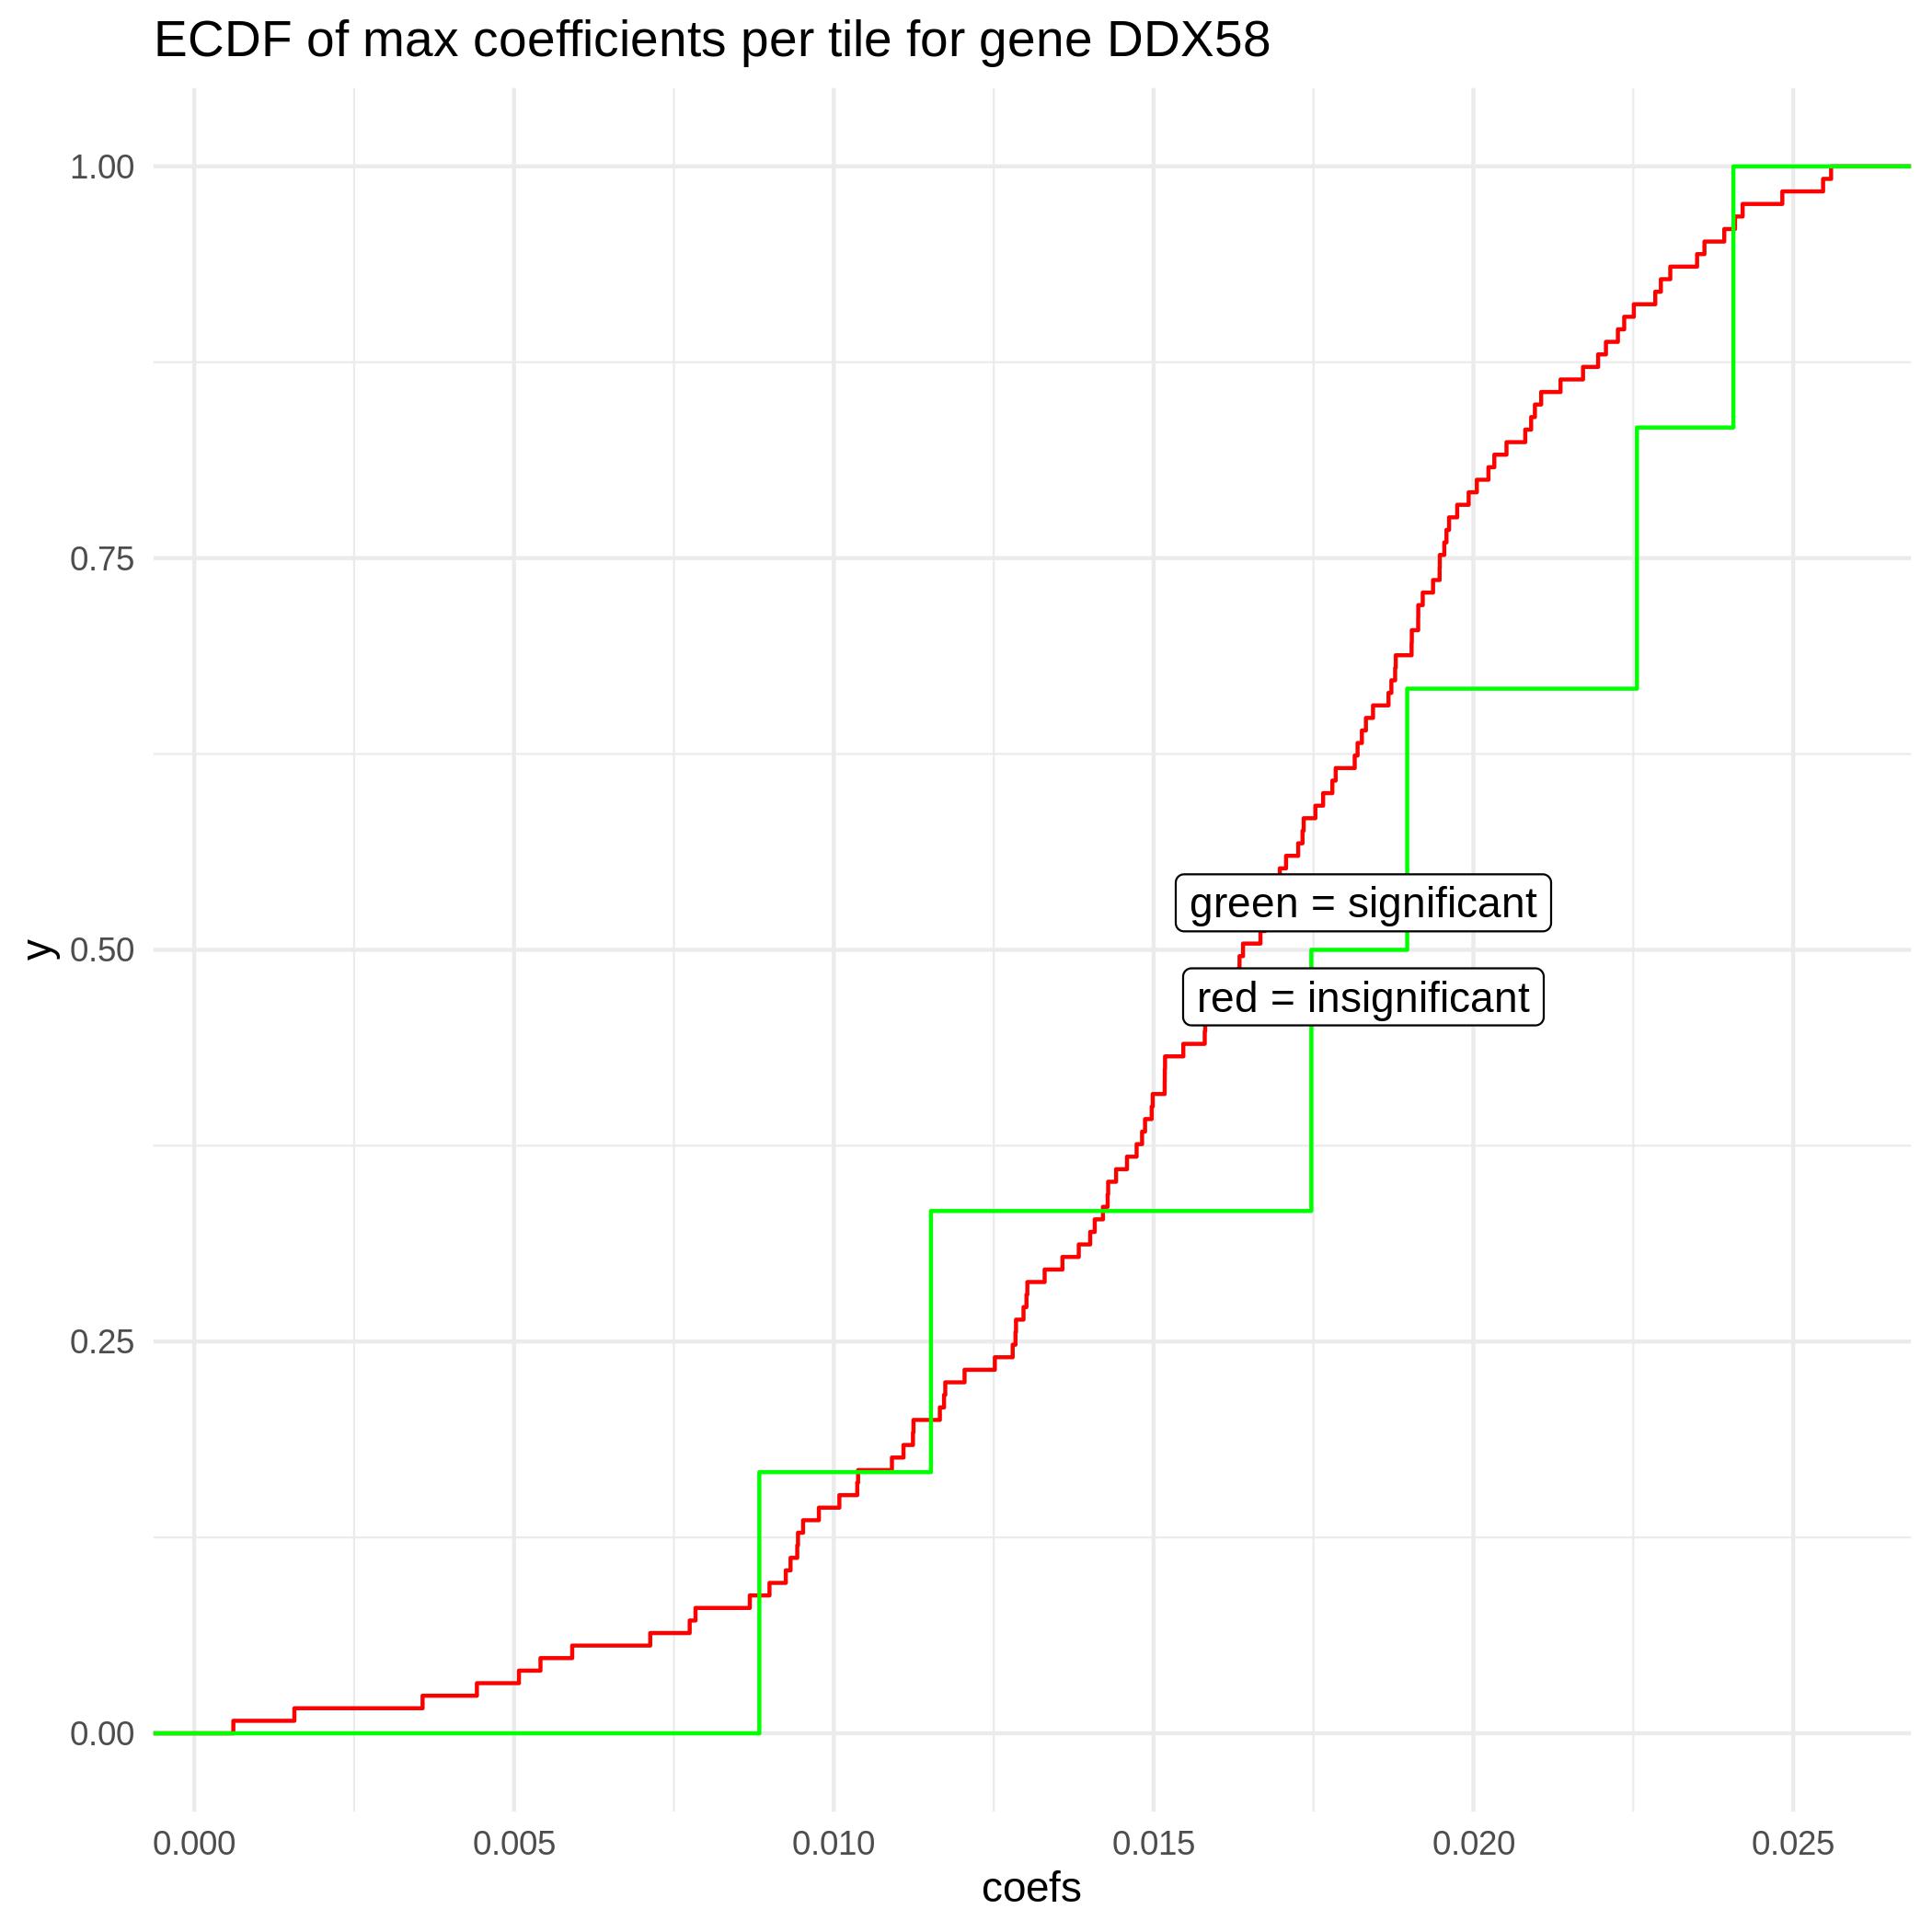 ECDF of max coefficients per tile for gene DDX58
1.00
0.75
0.50
0.25
0.00
y
green = significant
red = insignificant
0.000 0.005 0.010 0.015 0.020 0.025
coefs